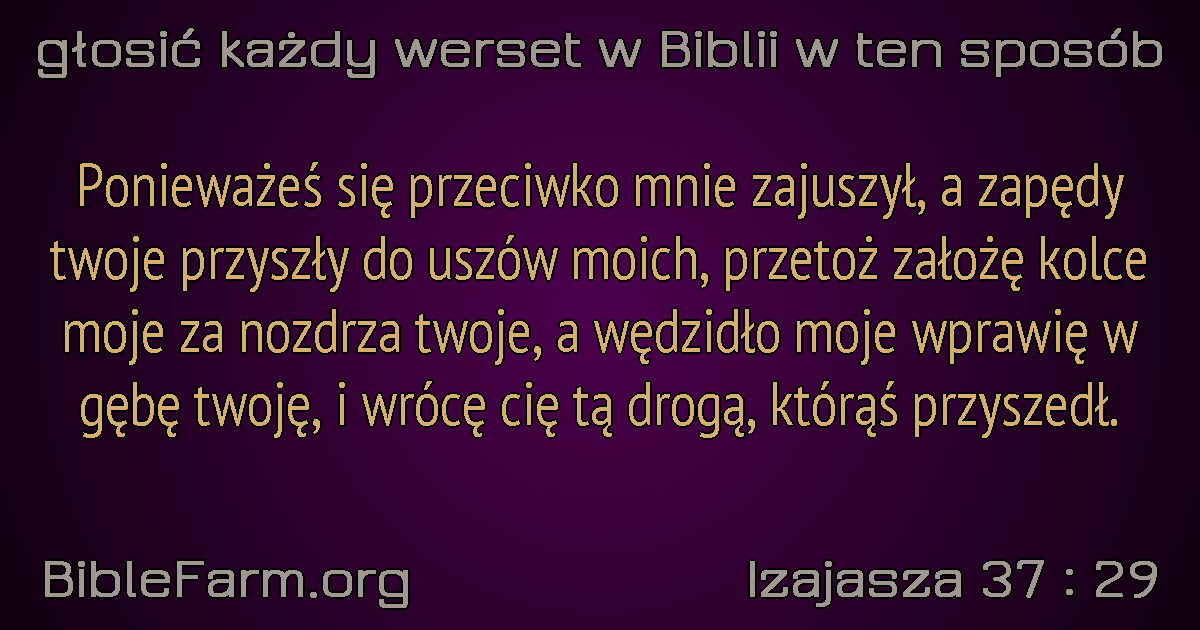 głosić każdy werset w Biblii w ten sposób
Ponieważeś się przeciwko mnie zajuszył, a zapędy
twoje przyszły do uszów moich, przetoż założę kolce
moje za nozdrza twoje, a wędzidło moje wprawię w
gębę twoję, i wrócę cię tą drogą, którąś przyszedł.
BibleFarm.org
Izajasza 37 : 29